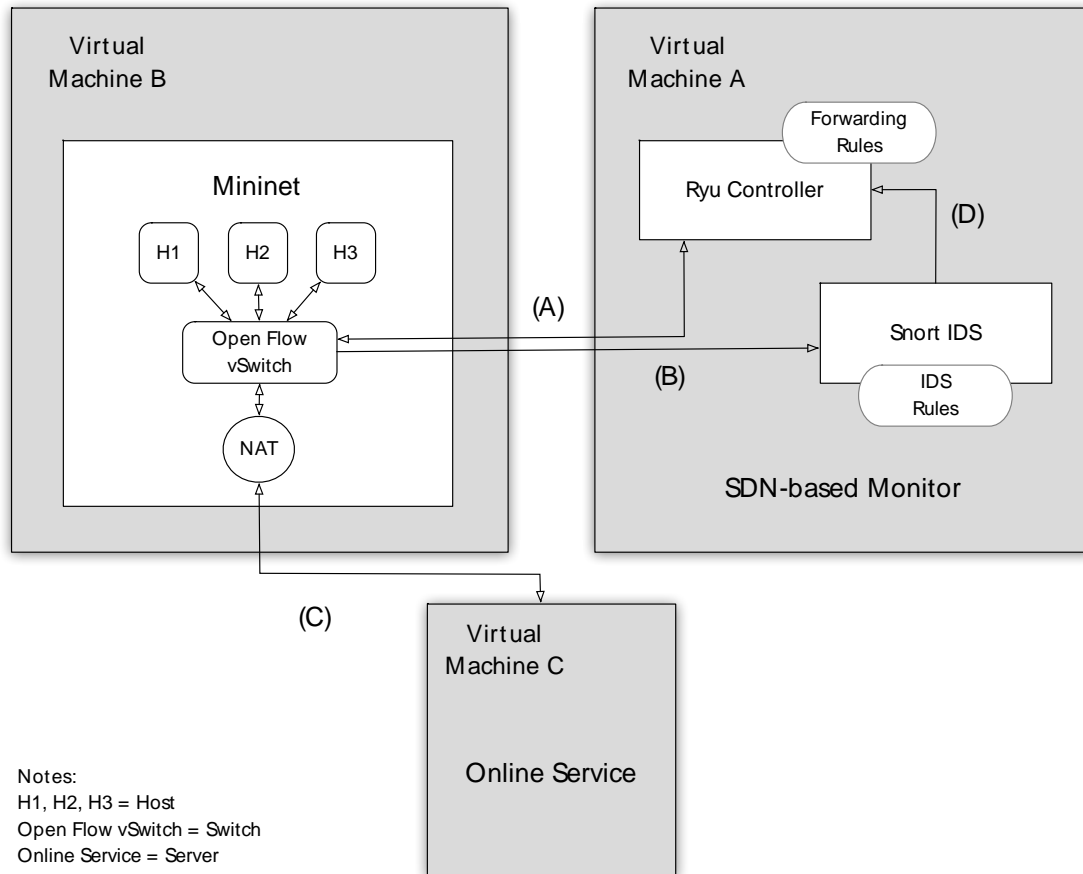 Virtual
Machine B
Mininet
H1
H2
H3
Open Flow
vSwitch
NAT
(A)
(B)
(C)
Virtual
Machine A
Forwarding
Rules
Ryu Controller
(D)
Snort IDS
IDS
Rules
SDN-based Monitor
Virtual
Machine C
Online Service
Notes:
H1, H2, H3 = Host
Open Flow vSwitch = Switch
Online Service = Server